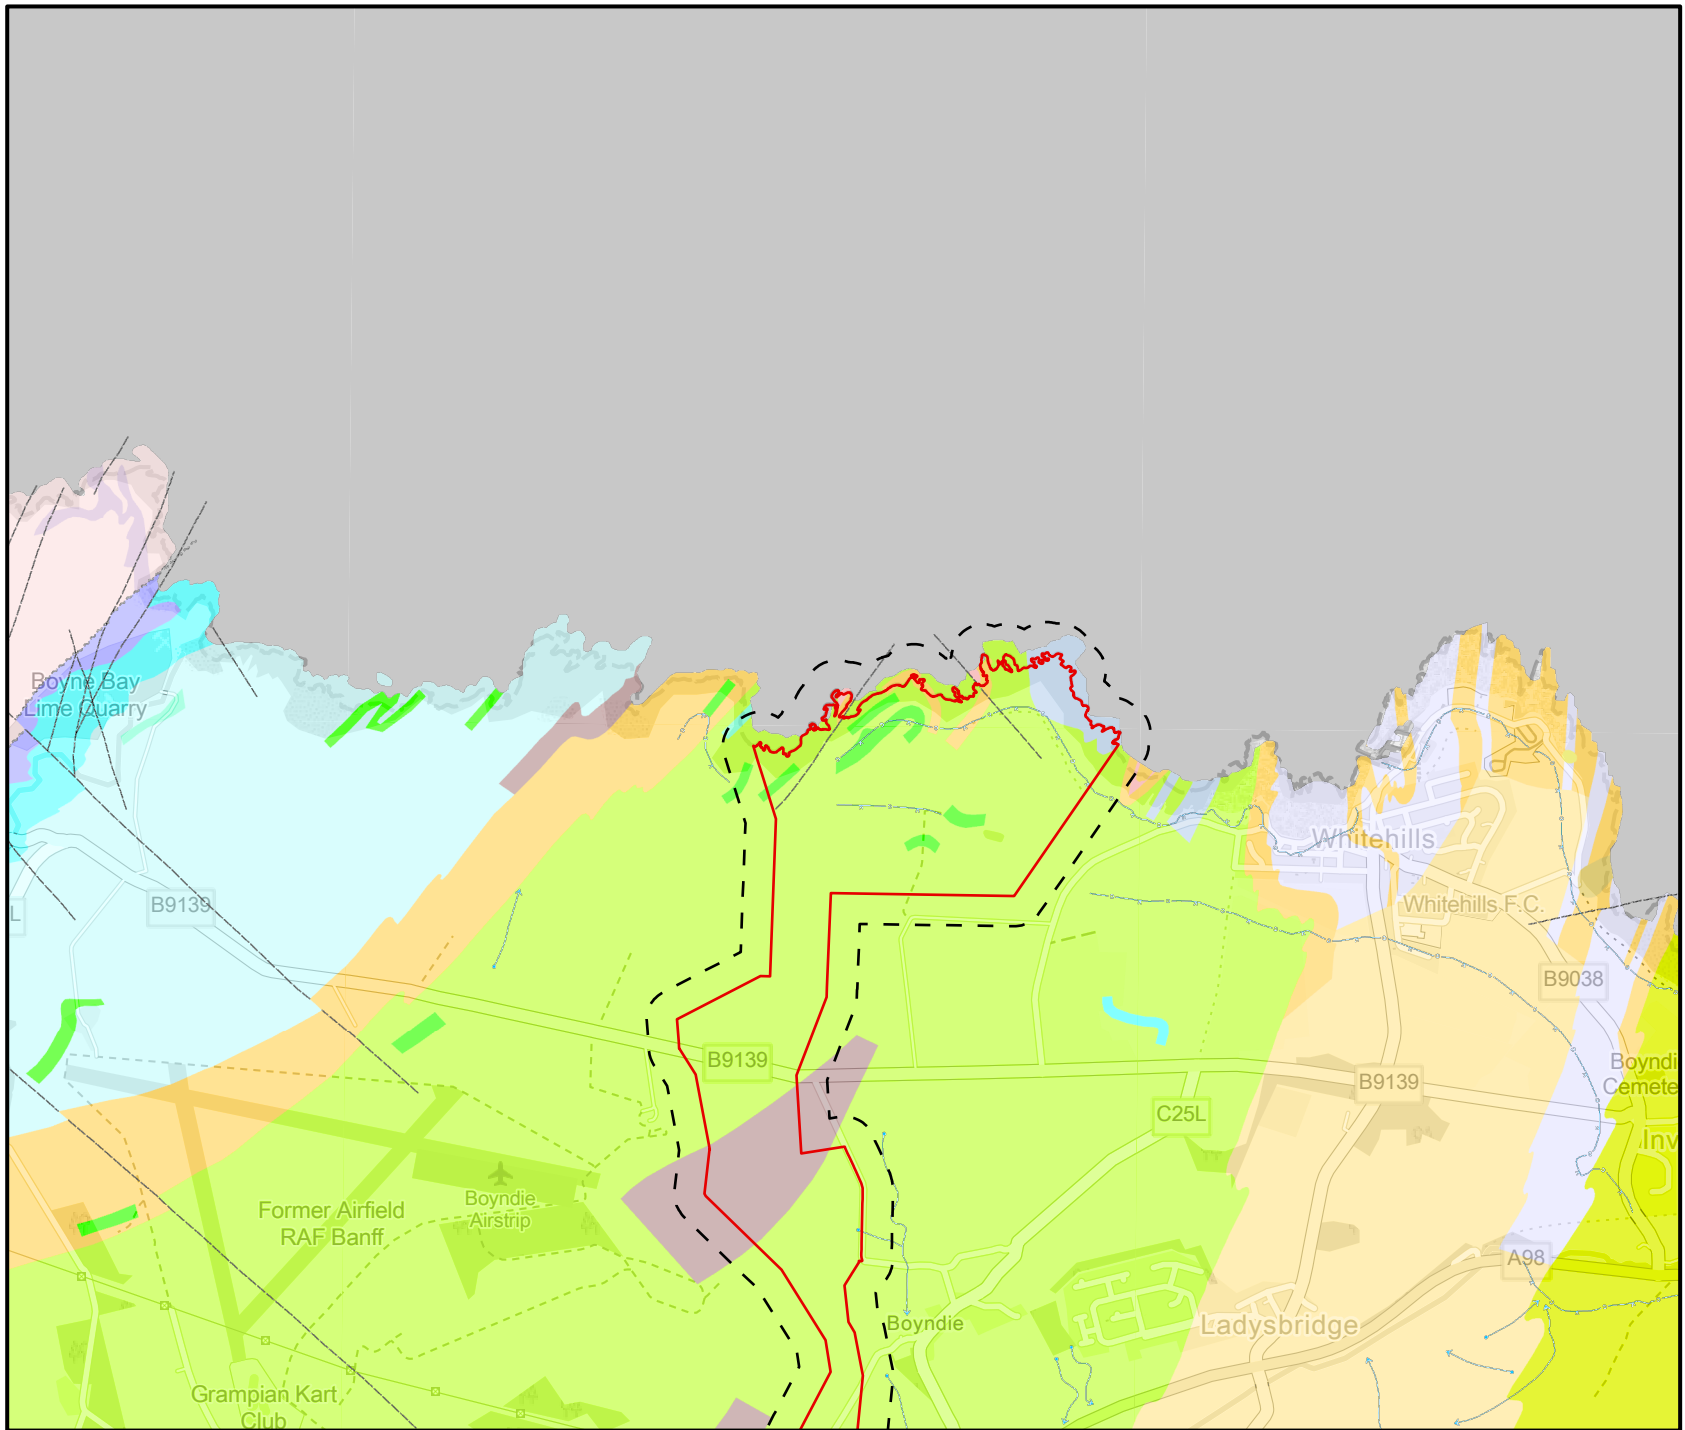 Boyne Bay
Lime Quarry
Whitehills
L
B9139
Whitehills F.C.
B9038
B9139
B9139
Boyndi
Cemete
C25L
Inv
Boyndie
Airstrip
Former Airfield
RAF Banff
A98
Boyndie
Ladysbridge
Grampian Kart
Club